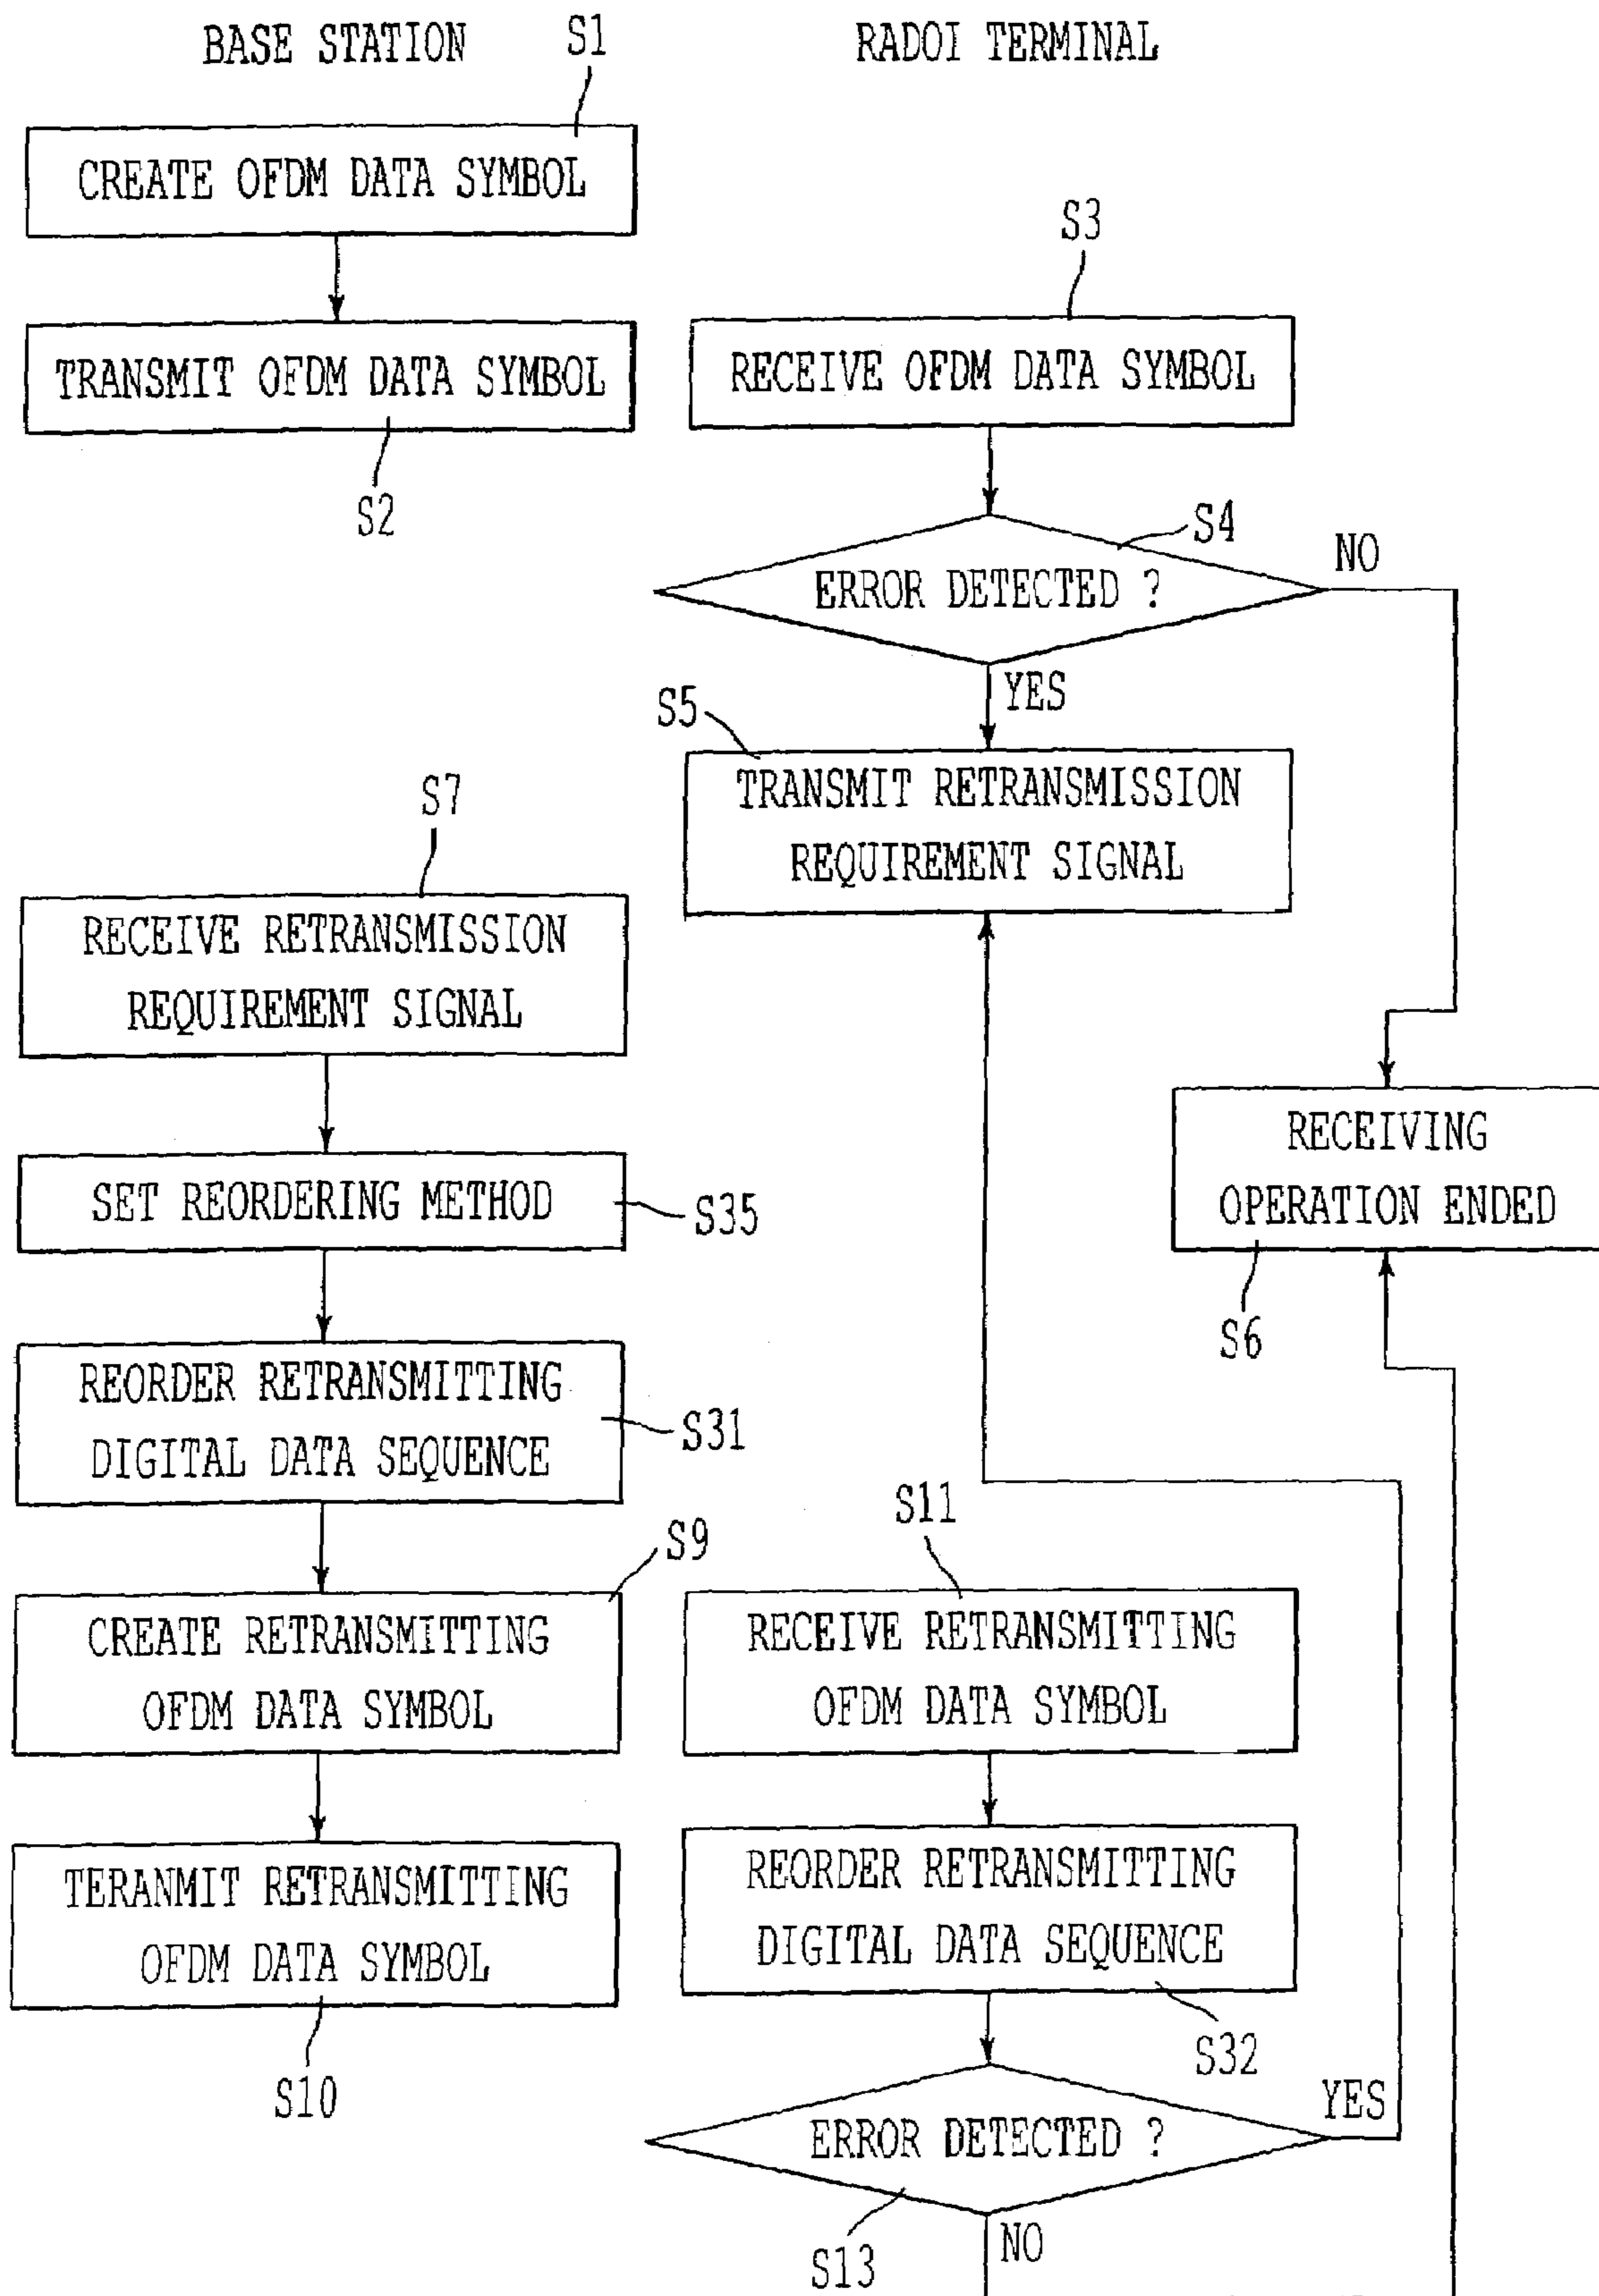 BASE STATION
S1
RADOI TERMINAL
CREATE OFDM DATA SYMBOL
S3
TRANSMIT OFDM DATA SYMBOL
RECEIVE OFDM DATA SYMBOL
S2
S4
NO
ERROR DETECTED ?
YES
S5
TRANSMIT RETRANSMISSION
REQUIREMENT SIGNAL
S7
RECEIVE RETRANSMISSION
REQUIREMENT SIGNAL
RECEIVING
OPERATION ENDED
S6
SET REORDERING METHOD
S35
REORDER RETRANSMITTING
DIGITAL DATA SEQUENCE
S31
S11
S9
CREATE RETRANSMITTING
OFDM DATA SYMBOL
RECEIVE RETRANSMITTING
OFDM DATA SYMBOL
TERANMIT RETRANSMITTING
OFDM DATA SYMBOL
S10
REORDER RETRANSMITTING
DIGITAL DATA SEQUENCE
S32
YES
ERROR DETECTED ?
S13
NO